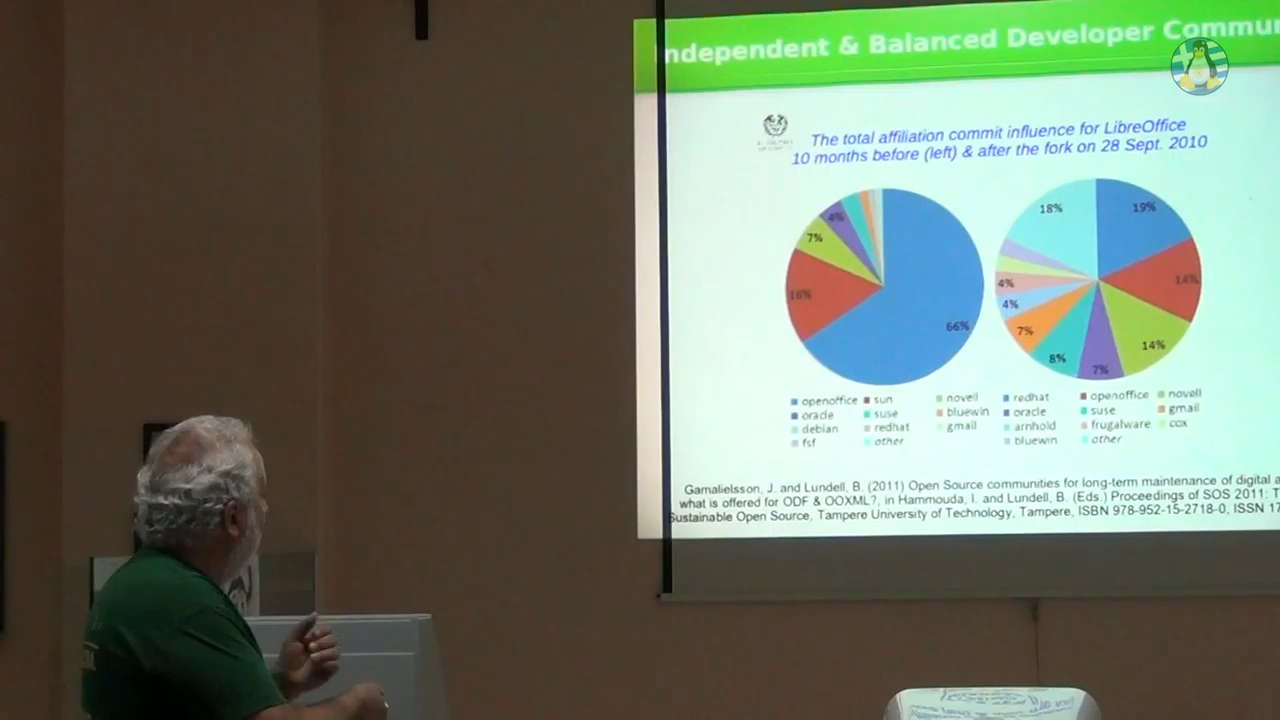 Independent & Balanced Developer Commun
The total affiliation commit influence for LibreOffice
10 months before (left) & after the fork on 28 Sept. 2010
4%
7%
16%
66%
18%
19%
14%
14%
7%
8%
7%
4%
4%
openoffice sun novell
oracle suse bluewin
debian redhat gmail
fsf other
redhat openoffice novell
oracle suse gmail
arnhold frugalware cox
bluewin other
Gamalielsson, J. and Lundell, B. (2011) Open Source communities for long-term maintenance of digital a
what is offered for ODF & OOXML?, in Hammouda, I. and Lundell, B. (Eds.) Proceedings of SOS 2011: T
Sustainable Open Source, Tampere University of Technology, Tampere, ISBN 978-952-15-2718-0, ISSN 17